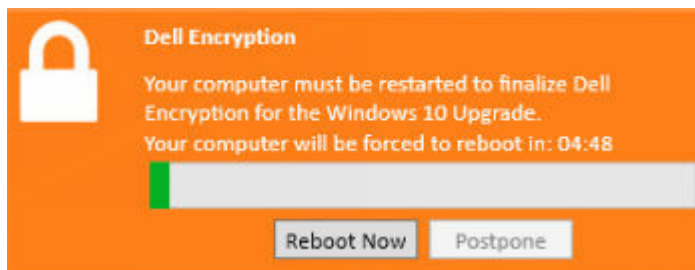 Dell Encryption
Your computer must be restarted to finalize Dell
Encryption for the Windows 10 Upgrade.
Your computer will be forced to reboot in: 04:48
Reboot Now Postpone